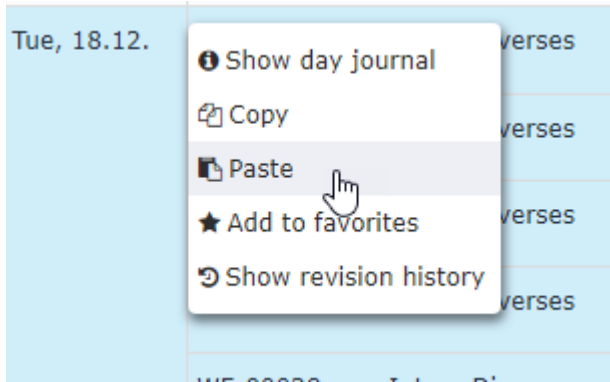 Tue, 18.12.
verses
Show day journal
Copy
verses
Paste
Add to favorites
verses
Show revision history
verses